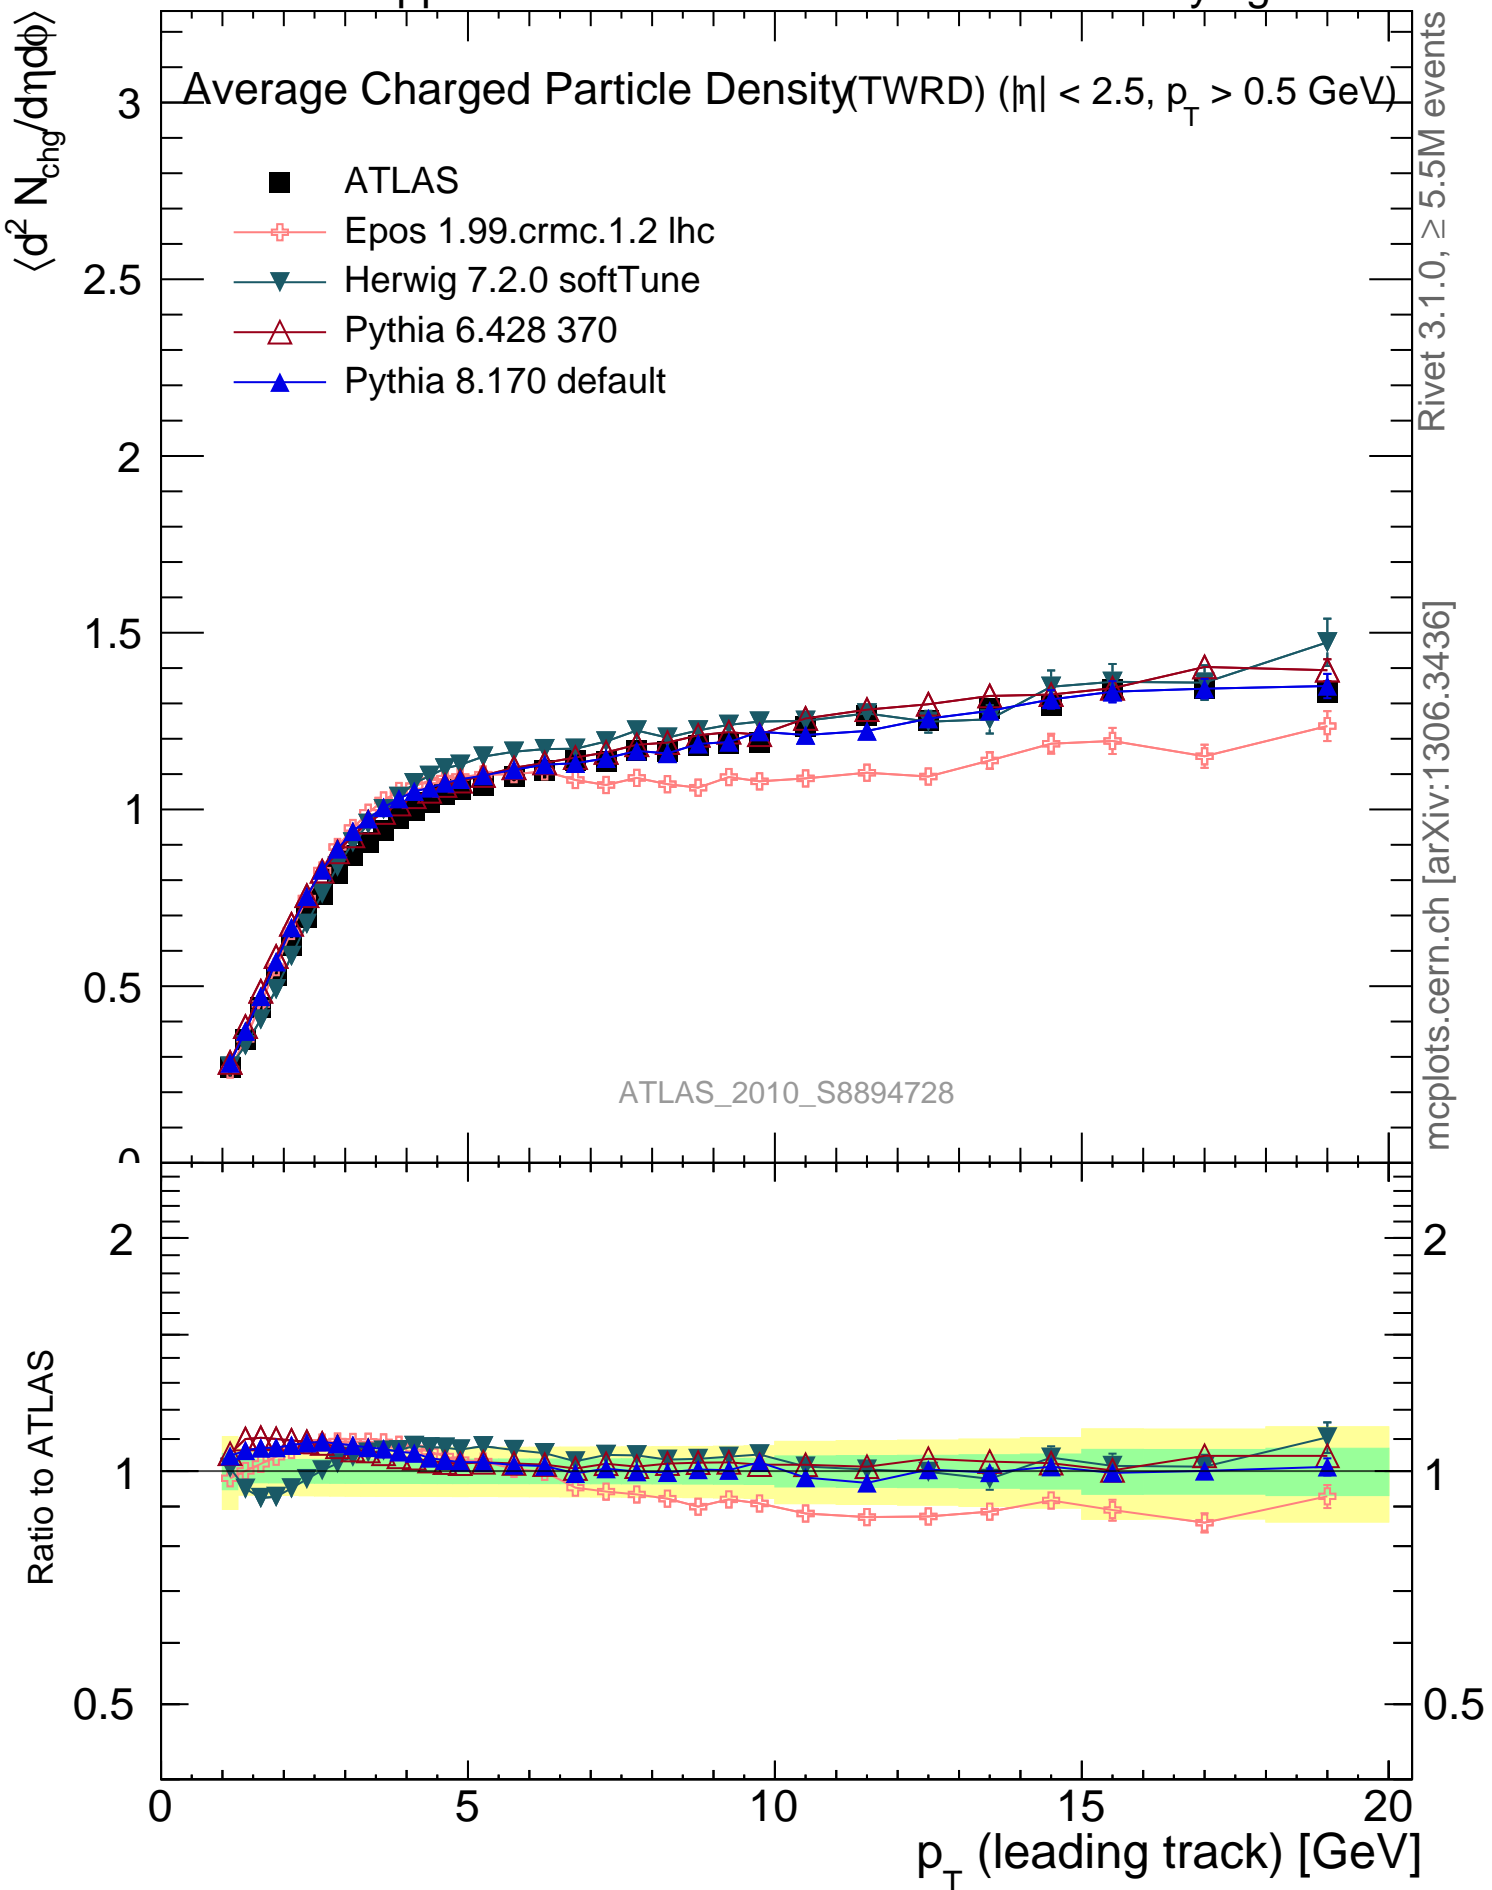 Average Charged Particle Density (TWRD) (|η| < 2.5, p_T > 0.5 GeV)
⟨d² N_chg/dηdϕ⟩
3
2.5
2
1.5
1
0.5
0
ATLAS
Epos 1.99.crmc.1.2 lhc
Herwig 7.2.0 softTune
Pythia 6.428 370
Pythia 8.170 default
ATLAS_2010_S8894728
Rivet 3.1.0, ≥ 5.5M events
mcplots.cern.ch [arXiv:1306.3436]
Ratio to ATLAS
2
1
0.5
2
1
0.5
0 5 10 15 20
p_T (leading track) [GeV]